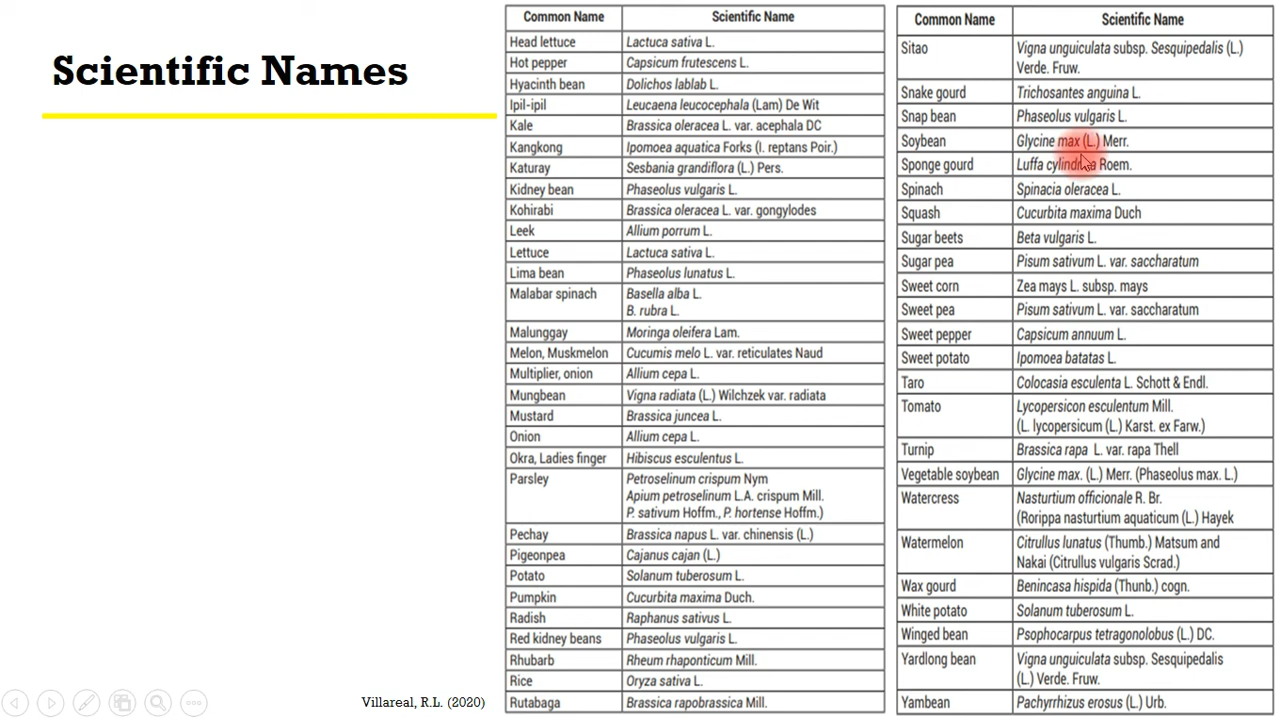 Scientific Names
Villareal, R.L. (2020)
Common Name Scientific Name
Head lettuce Lactuca sativa L.
Hot pepper Capsicum frutescens L.
Hyacinth bean Dolichos lablab L.
Ipil-ipil Leucaena leucocephala (Lam) De Wit
Kale Brassica oleracea L. var. acephala DC
Kangkong Ipomoea aquatica Forks (I. reptans Poir.)
Katuray Sesbania grandiflora (L.) Pers.
Kidney bean Phaseolus vulgaris L.
Kohirabi Brassica oleracea L. var. gongylodes
Leek Allium porrum L.
Lettuce Lactuca sativa L.
Lima bean Phaseolus lunatus L.
Malabar spinach Basella alba L.
B. rubra L.
Malunggay Moringa oleifera Lam.
Melon, Muskmelon Cucumis melo L. var. reticulates Naud
Multiplier, onion Allium cepa L.
Mungbean Vigna radiata (L.) Wilchzek var. radiata
Mustard Brassica juncea L.
Onion Allium cepa L.
Okra, Ladies finger Hibiscus esculentus L.
Parsley Petroselinum crispum Nym
Apium petroselinum L.A. crispum Mill.
P. sativum Hoffm., P. hortense Hoffm.)
Pechay Brassica napus L. var. chinensis (L.)
Pigeonpea Cajanus cajan (L.)
Potato Solanum tuberosum L.
Pumpkin Cucurbita maxima Duch.
Radish Raphanus sativus L.
Red kidney beans Phaseolus vulgaris L.
Rhubarb Rheum rhaponticum Mill.
Rice Oryza sativa L.
Rutabaga Brassica rapobrassica Mill.
Common Name Scientific Name
Sitao Vigna unguiculata subsp. Sesquipedalis (L.)
Verde. Fruw.
Snake gourd Trichosantes anguina L.
Snap bean Phaseolus vulgaris L.
Soybean Glycine max (L.) Merr.
Sponge gourd Luffa cylindrica Roem.
Spinach Spinacia oleracea L.
Squash Cucurbita maxima Duch
Sugar beets Beta vulgaris L.
Sugar pea Pisum sativum L. var. saccharatum
Sweet corn Zea mays L. subsp. mays
Sweet pea Pisum sativum L. var. saccharatum
Sweet pepper Capsicum annuum L.
Sweet potato Ipomoea batatas L.
Taro Colocasia esculenta L. Schott & Endl.
Tomato Lycopersicon esculentum Mill.
(L. lycopersicum (L.) Karst. ex Farw.)
Turnip Brassica rapa L. var. rapa Thell
Vegetable soybean Glycine max. (L.) Merr. (Phaseolus max. L.)
Watercress Nasturtium officionale R. Br.
(Rorippa nasturtium aquaticum (L.) Hayek
Watermelon Citrullus lunatus (Thumb.) Matsum and
Nakai (Citrullus vulgaris Scrad.)
Wax gourd Benincasa hispida (Thunb.) cogn.
White potato Solanum tuberosum L.
Winged bean Psophocarpus tetragonolobus (L.) DC.
Yardlong bean Vigna unguiculata subsp. Sesquipedalis
(L.) Verde. Fruw.
Yambean Pachyrrhizus erosus (L.) Urb.